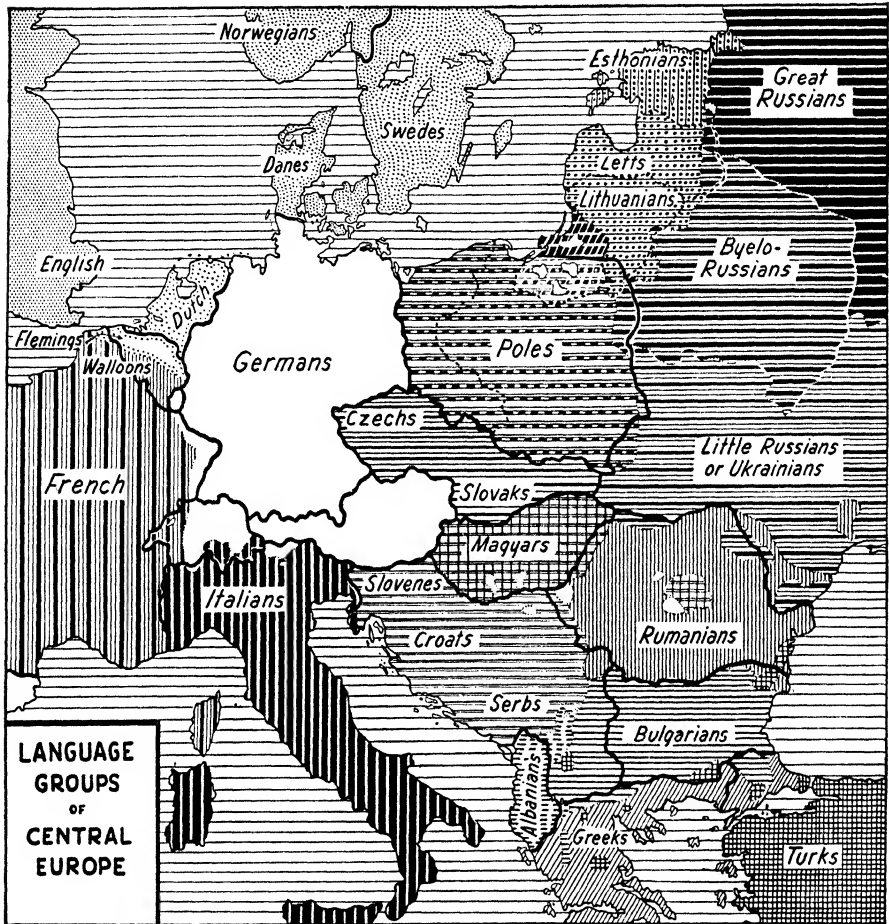 Norwegians
Esthonians
Great
Russians
Swedes
Danes
Letts
Lithuanians
English
Dutch
Byelo-
Russians
Flemings
Walloons
Germans
Poles
Czechs
French
Little Russians
or Ukrainians
Slovaks
Magyars
Slovenes
Italians
Croats
Rumanians
Serbs
Bulgarians
Albanians
Greeks
Turks
LANGUAGE
GROUPS
OF
CENTRAL
EUROPE